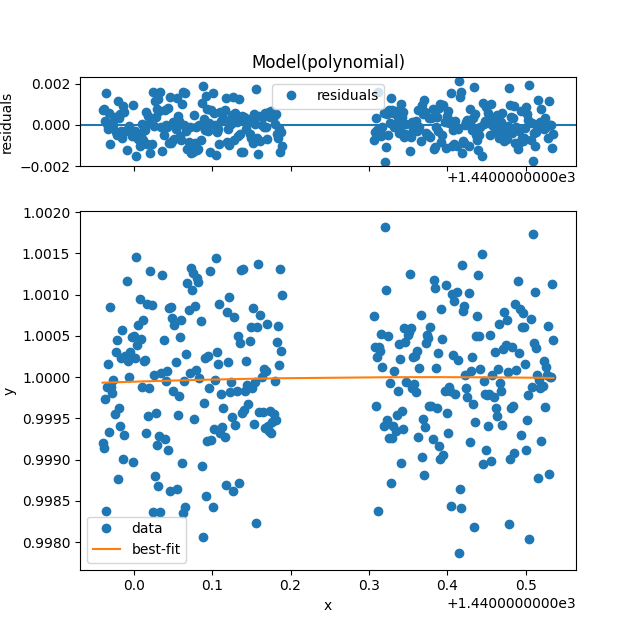 Model(polynomial)
residuals
0.002
0.000
−0.002
residuals
+1.4400000000e3
y
1.0020
1.0015
1.0010
1.0005
1.0000
0.9995
0.9990
0.9985
0.9980
data
best-fit
0.0 0.1 0.2 0.3 0.4 0.5
x
+1.4400000000e3